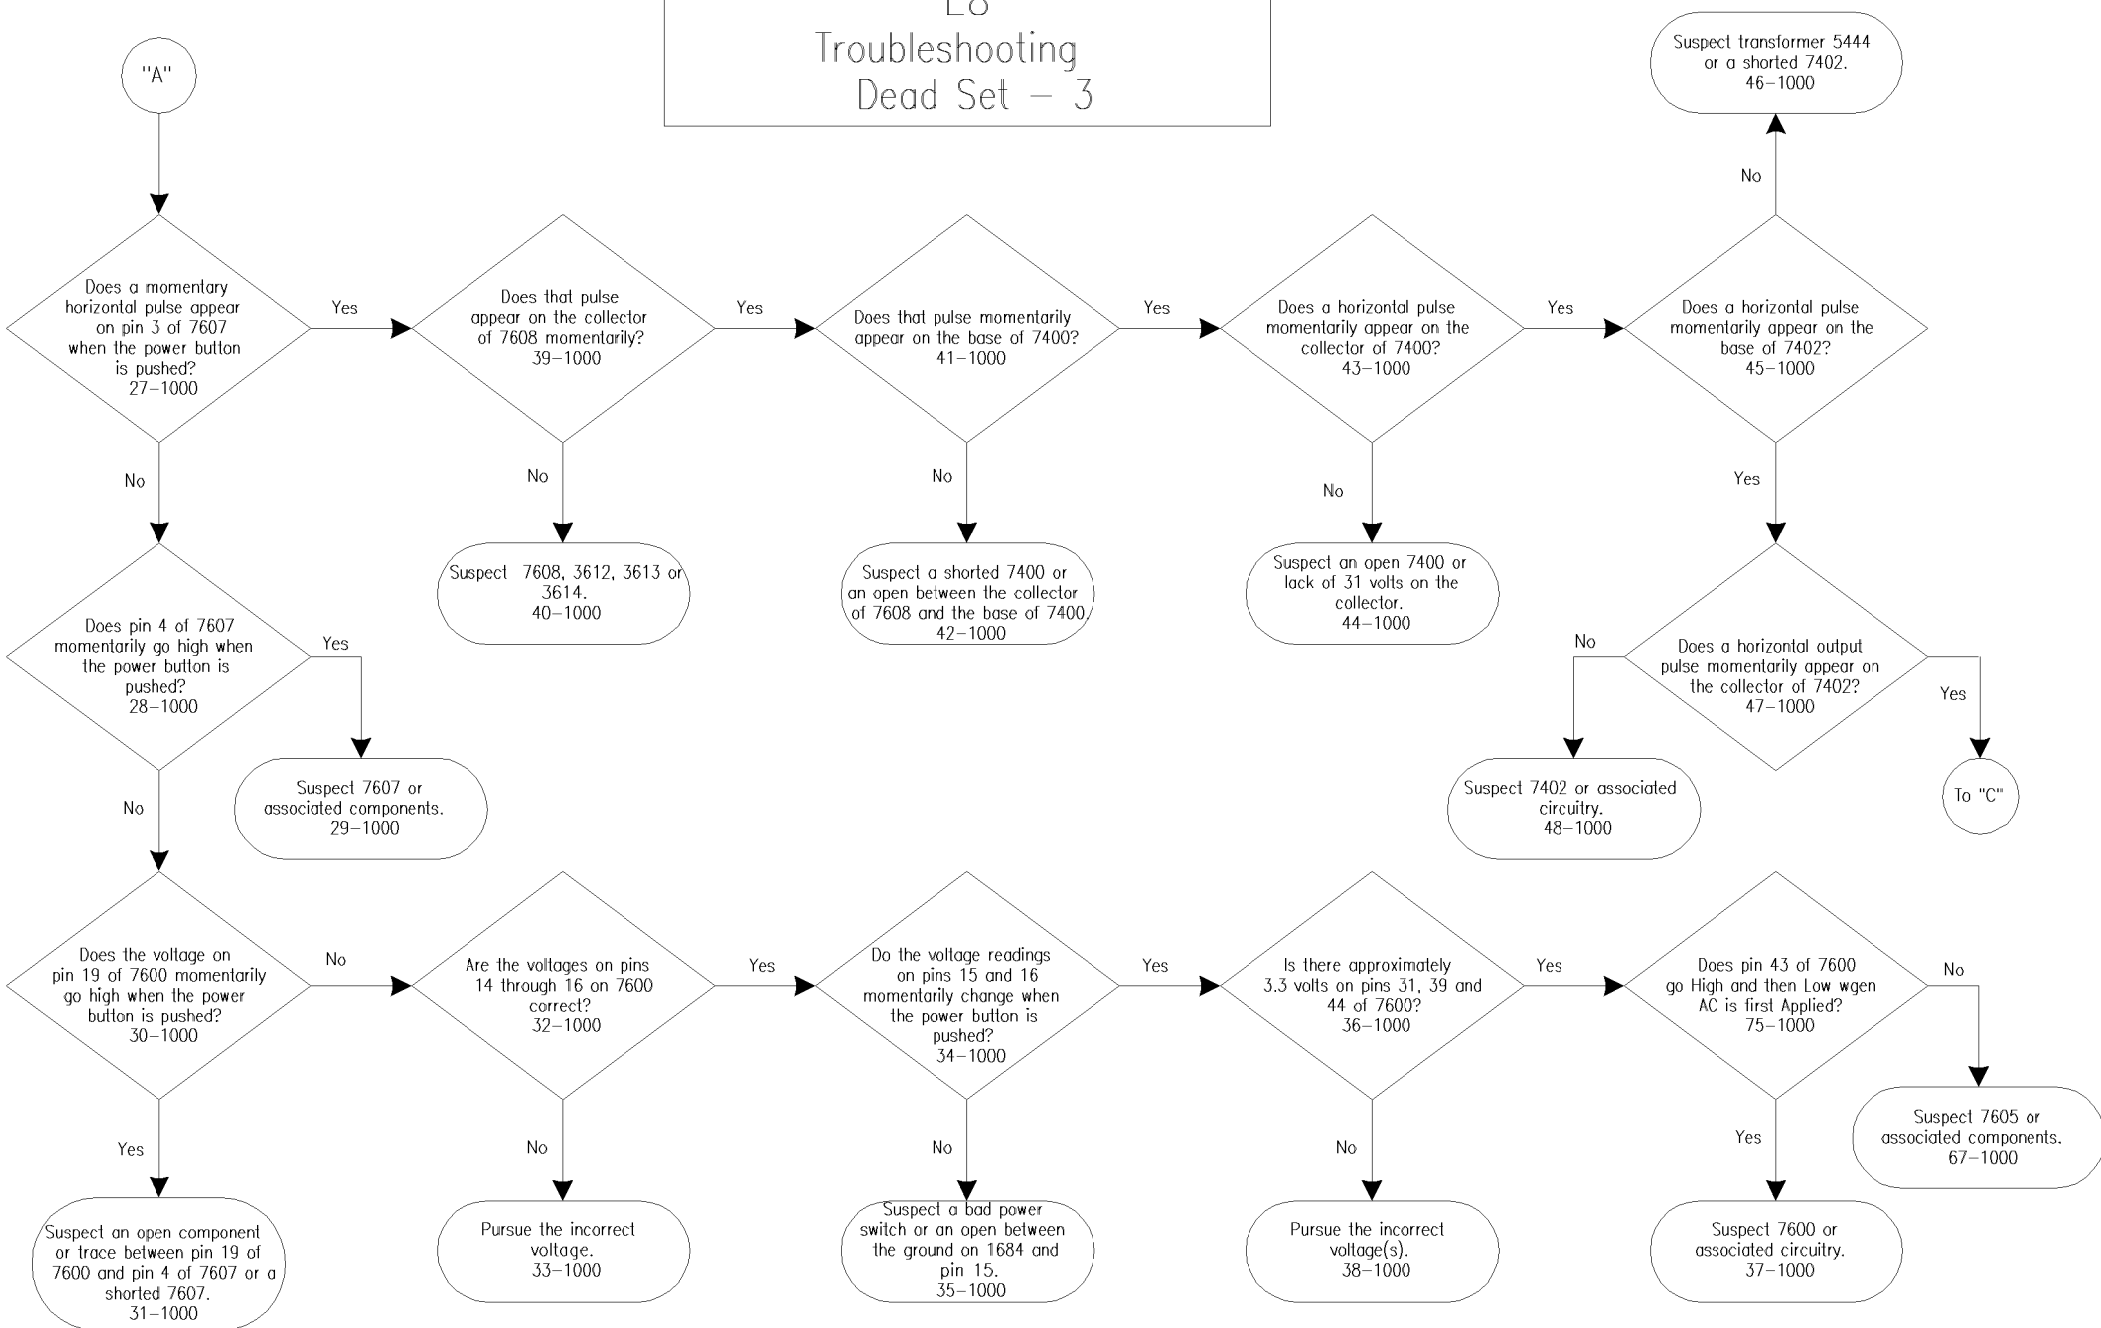 "A"
Troubleshooting
Dead Set - 3
Suspect transformer 5444
or a shorted 7402.
46-1000
No
Does a momentary
horizontal pulse appear
on pin 3 of 7607
when the power button
is pushed?
27-1000
Yes
Does that pulse
appear on the collector
of 7608 momentarily?
39-1000
Yes
Does that pulse momentarily
appear on the base of 7400?
41-1000
Yes
Does a horizontal pulse
momentarily appear on the
collector of 7400?
43-1000
Yes
Does a horizontal pulse
momentarily appear on the
base of 7402?
45-1000
No
No
No
No
Yes
Suspect 7608, 3612, 3613 or
3614.
40-1000
Suspect a shorted 7400 or
an open between the collector
of 7608 and the base of 7400.
42-1000
Suspect an open 7400 or
lack of 31 volts on the
collector.
44-1000
Does pin 4 of 7607
momentarily go high when
the power button is
pushed?
28-1000
Yes
No
Does a horizontal output
pulse momentarily appear on
the collector of 7402?
47-1000
Yes
No
Suspect 7607 or
associated components.
29-1000
Suspect 7402 or associated
circuitry.
48-1000
To "C"
Does the voltage on
pin 19 of 7600 momentarily
go high when the power
button is pushed?
30-1000
No
Are the voltages on pins
14 through 16 on 7600
correct?
32-1000
Yes
Do the voltage readings
on pins 15 and 16
momentarily change when
the power button is
pushed?
34-1000
Yes
Is there approximately
3.3 volts on pins 31, 39 and
44 of 7600?
36-1000
Yes
Does pin 43 of 7600
go High and then Low wgen
AC is first Applied?
75-1000
No
Yes
No
No
No
Yes
Suspect 7605 or
associated components.
67-1000
Suspect an open component
or trace between pin 19 of
7600 and pin 4 of 7607 or a
shorted 7607.
31-1000
Pursue the incorrect
voltage.
33-1000
Suspect a bad power
switch or an open between
the ground on 1684 and
pin 15.
35-1000
Pursue the incorrect
voltage(s).
38-1000
Suspect 7600 or
associated circuitry.
37-1000